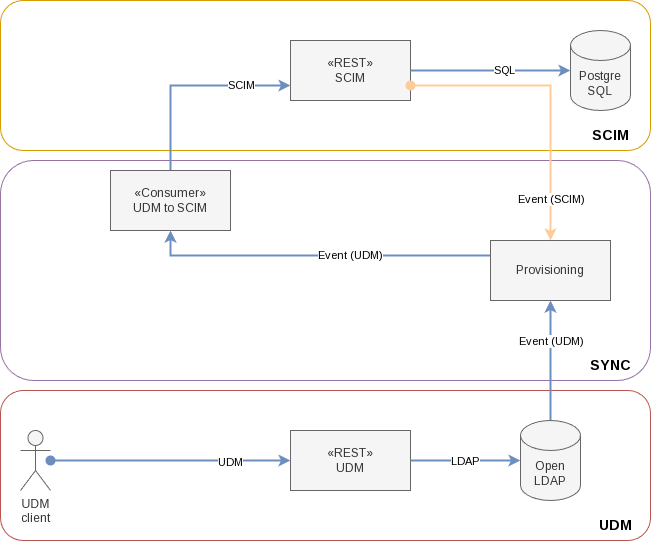 «REST»
SCIM
SQL
Postgre
SQL
SCIM
SCIM
«Consumer»
UDM to SCIM
Event (SCIM)
Event (UDM)
Provisioning
Event (UDM)
SYNC
UDM
client
UDM
«REST»
UDM
LDAP
Open
LDAP
UDM